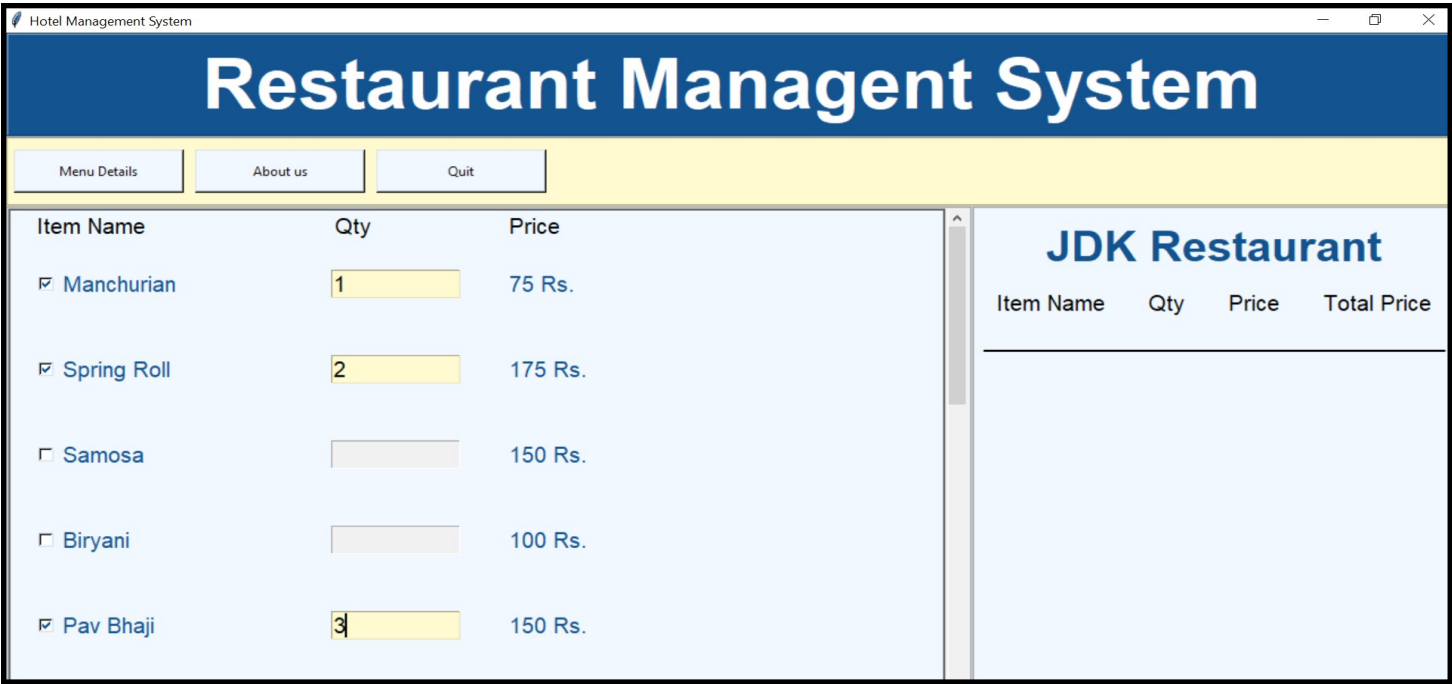 Hotel Management System
Restaurant Managent System
Menu Details About us Quit
Item Name Qty Price
Manchurian 1 75 Rs.
Spring Roll 2 175 Rs.
Samosa 150 Rs.
Biryani 100 Rs.
Pav Bhaji 3 150 Rs.
JDK Restaurant
Item Name Qty Price Total Price